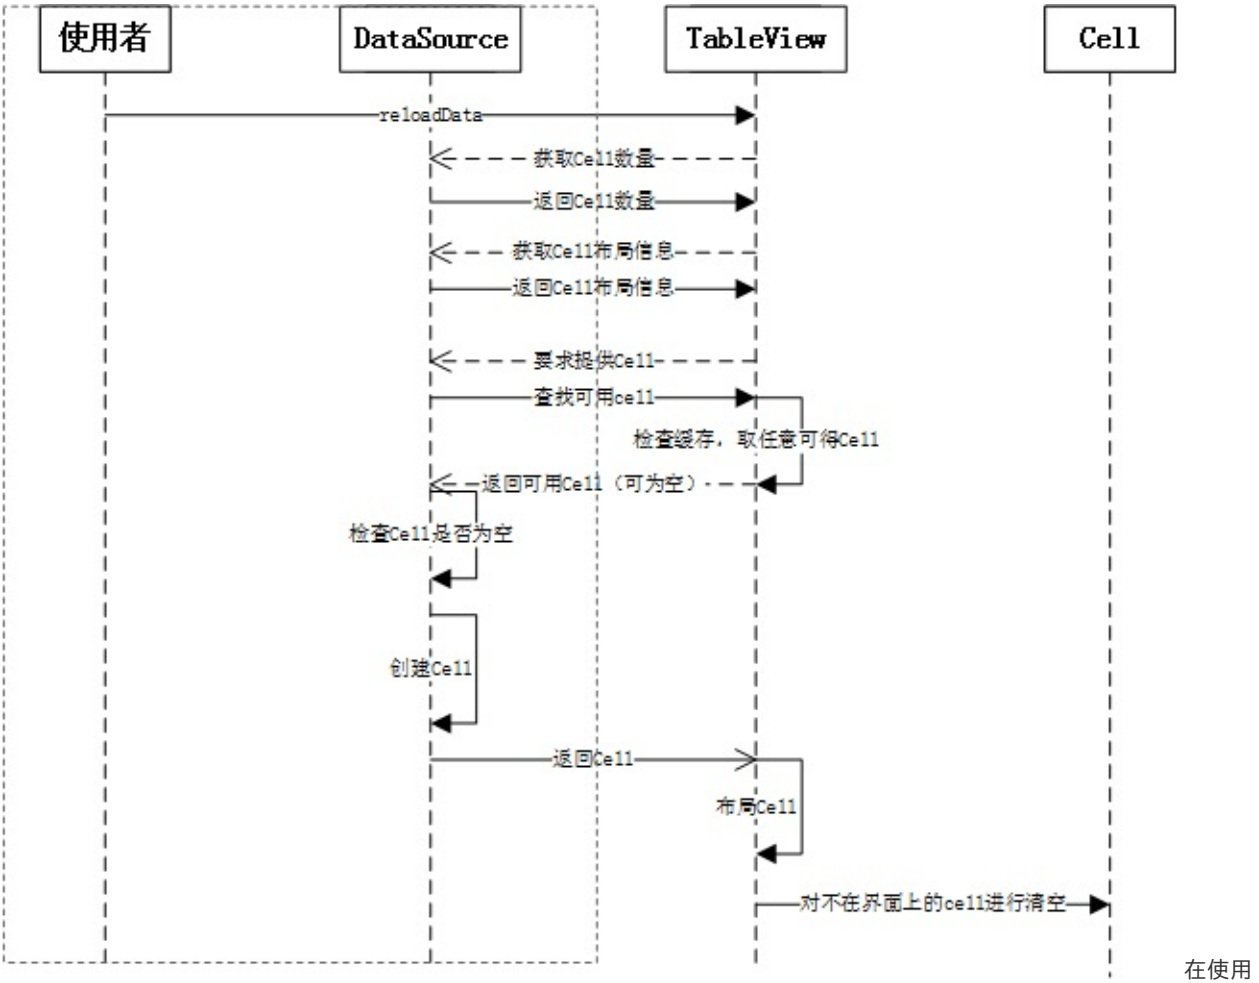 使用者
DataSource
TableView
Cell
reloadData
获取Cell数量
返回Cell数量
获取Cell布局信息
返回Cell布局信息
要求提供Cell
查找可用cell
检查缓存，取任意可得Cell
返回可用Cell（可为空）
检查Cell是否为空
创建Cell
返回Cell
布局Cell
对不在界面上的cell进行清空
在使用